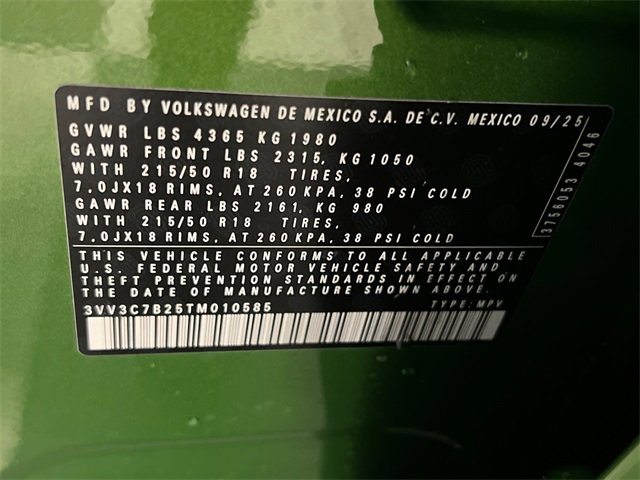 MFD BY VOLKSWAGEN DE MEXICO S.A. DE C.V. MEXICO 09/25
GVWR LBS 4365 KG 1980
GAWR FRONT LBS 2315, KG 1050
WITH 215/50 R18 TIRES,
7.0JX18 RIMS, AT 260 KPA, 38 PSI COLD
GAWR REAR LBS 2161, KG 980
WITH 215/50 R18 TIRES,
7.0JX18 RIMS, AT 260 KPA, 38 PSI COLD
THIS VEHICLE CONFORMS TO ALL APPLICABLE
U.S. FEDERAL MOTOR VEHICLE SAFETY AND
THEFT PREVENTION STANDARDS IN EFFECT ON
THE DATE OF MANUFACTURE SHOWN ABOVE.
3VV3C7B25TM010585 TYPE: MPV
3756053 4046